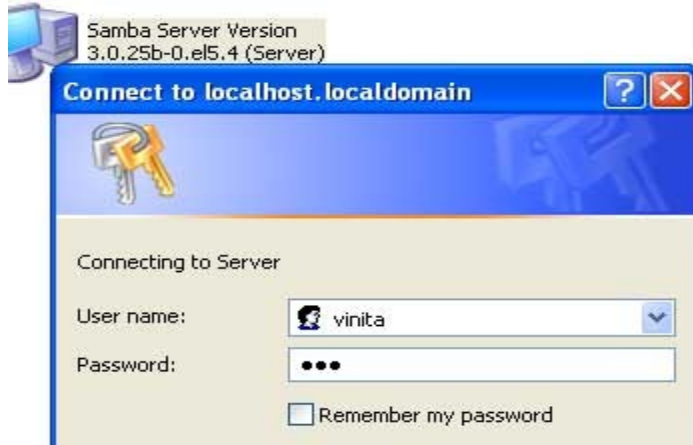 Samba Server Version
3.0.25b-0.el5.4 (Server)
Connect to localhost.localdomain
Connecting to Server
User name:
vinita
Password:
•••
Remember my password